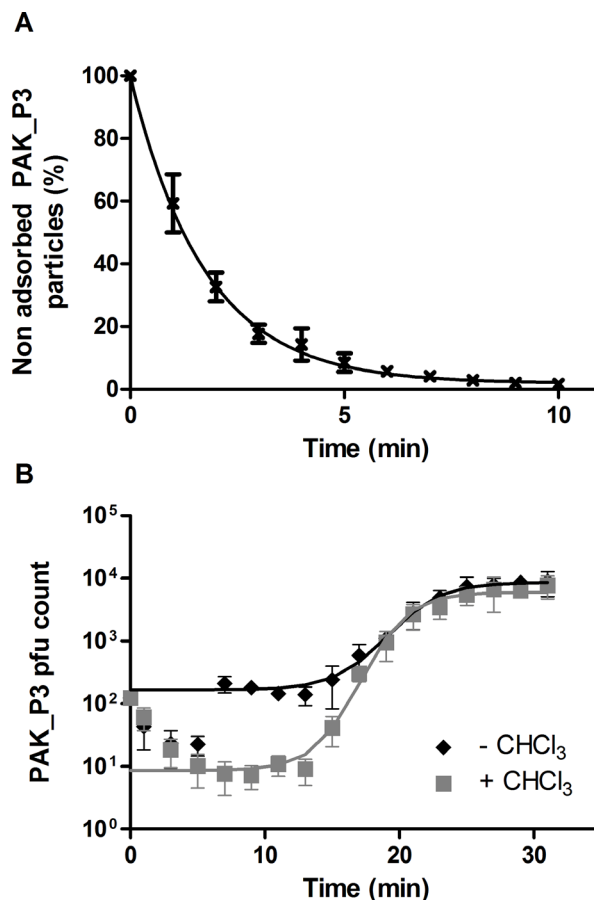 A
Non adsorbed PAK_P3
particles (%)
100
80
60
40
20
0
0
5
10
Time (min)
B
PAK_P3 pfu count
10⁵
10⁴
10³
10²
10¹
10⁰
- CHCl₃
+ CHCl₃
0
10
20
30
Time (min)